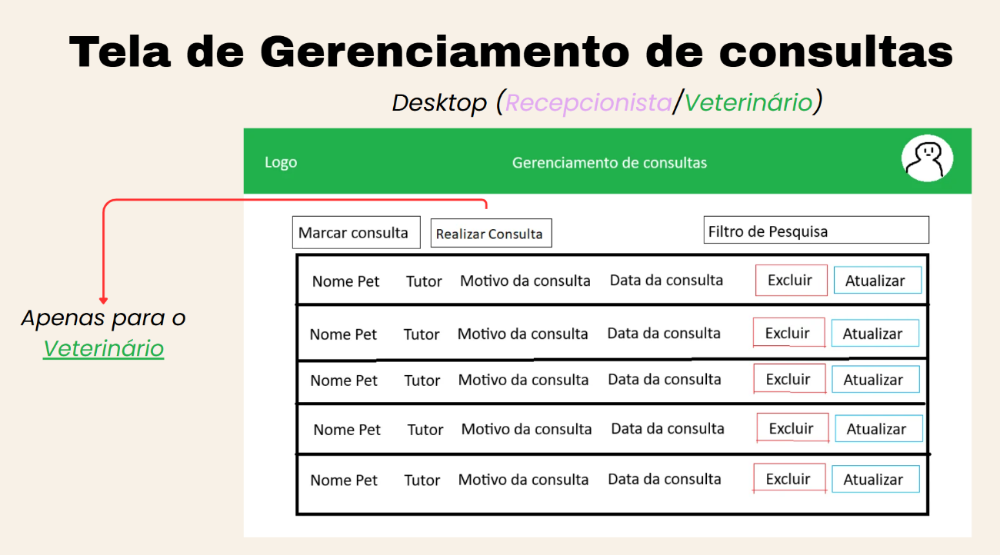 Tela de Gerenciamento de consultas
Desktop (Recepcionista/Veterinário)
Logo Gerenciamento de consultas
Marcar consulta Realizar Consulta Filtro de Pesquisa
Nome Pet Tutor Motivo da consulta Data da consulta Excluir Atualizar
Apenas para o
Veterinário
Nome Pet Tutor Motivo da consulta Data da consulta Excluir Atualizar
Nome Pet Tutor Motivo da consulta Data da consulta Excluir Atualizar
Nome Pet Tutor Motivo da consulta Data da consulta Excluir Atualizar
Nome Pet Tutor Motivo da consulta Data da consulta Excluir Atualizar